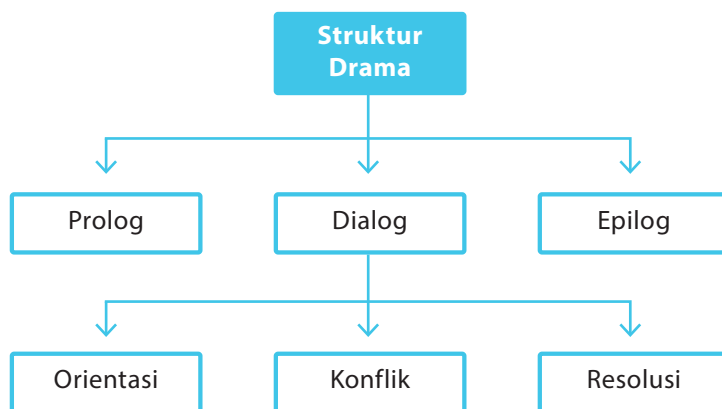 Struktur
Drama
Prolog
Dialog
Epilog
Orientasi
Konflik
Resolusi